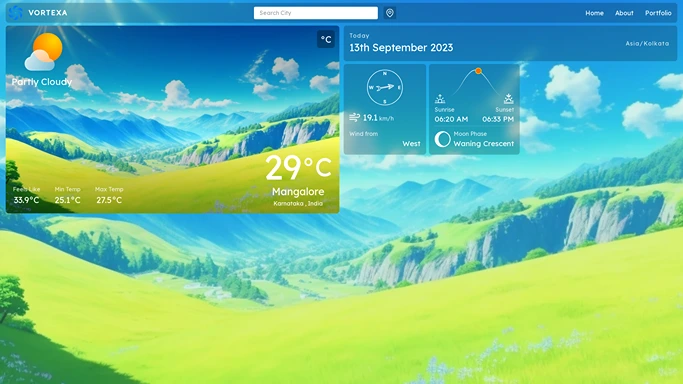 VORTEXA
Search City
Home
About
Portfolio
°C
Partly Cloudy
29°C
Mangalore
Karnataka , India
Feels Like
33.9°C
Min Temp
25.1°C
Max Temp
27.5°C
Today
13th September 2023
Asia/Kolkata
N
W
E
S
19.1 km/h
Wind from
West
Sunrise
06:20 AM
Sunset
06:33 PM
Moon Phase
Waning Crescent